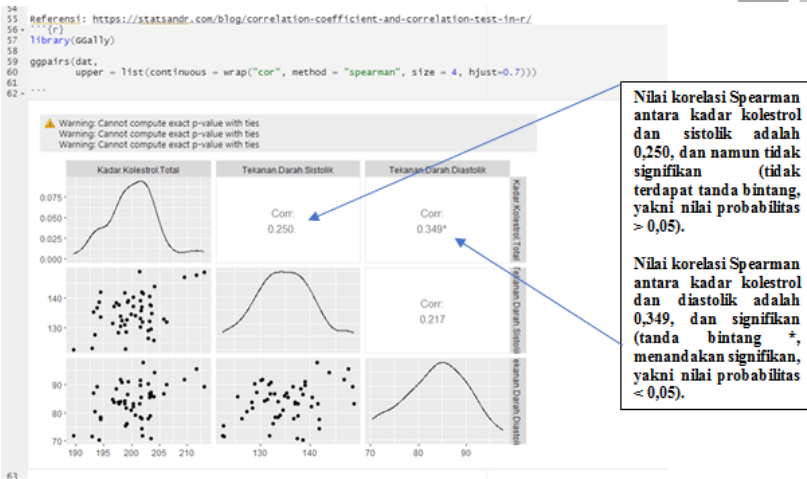 54
55 Referensi: https://statsandr.com/blog/correlation-coefficient-and-correlation-test-in-r/
56 ```{r}
57 library(GGally)
58
59 ggpairs(dat,
60 upper = list(continuous = wrap("cor", method = "spearman", size = 4, hjust=0.7)))
61
62 ```
Warning: Cannot compute exact p-value with ties
Warning: Cannot compute exact p-value with ties
Warning: Cannot compute exact p-value with ties
Kadar.Kolestrol.Total
Tekanan.Darah.Sistolik
Tekanan.Darah.Diastolik
0.075
0.050
0.025
0.000
Corr:
0.250.
Corr:
0.349*
Kadar.Kolestrol.Total
140
130
Corr:
0.217
Tekanan.Darah.Sistolik
90
80
70
ekanan.Darah.Diastoli
190 195 200 205 210
130 140
70 80 90
63
Nilai korelasi Spearman
antara kadar kolestrol
dan sistolik adalah
0,250, dan namun tidak
signifikan (tidak
terdapat tanda bintang,
yakni nilai probabilitas
> 0,05).
Nilai korelasi Spearman
antara kadar kolestrol
dan diastolik adalah
0,349, dan signifikan
(tanda bintang *,
menandakan signifikan,
yakni nilai probabilitas
< 0,05).